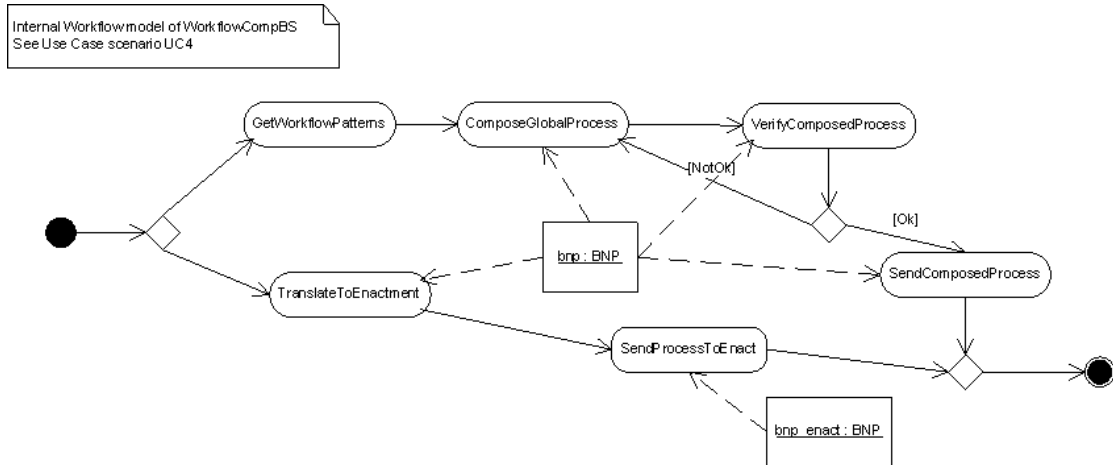 Internal Workflow model of WorkflowCompBS
See Use Case scenario UC4
GetWorkflowPatterns
ComposeGlobalProcess
VerifyComposedProcess
[NotOk]
[Ok]
bnp : BNP
TranslateToEnactment
SendComposedProcess
SendProcessToEnact
bnp_enact : BNP